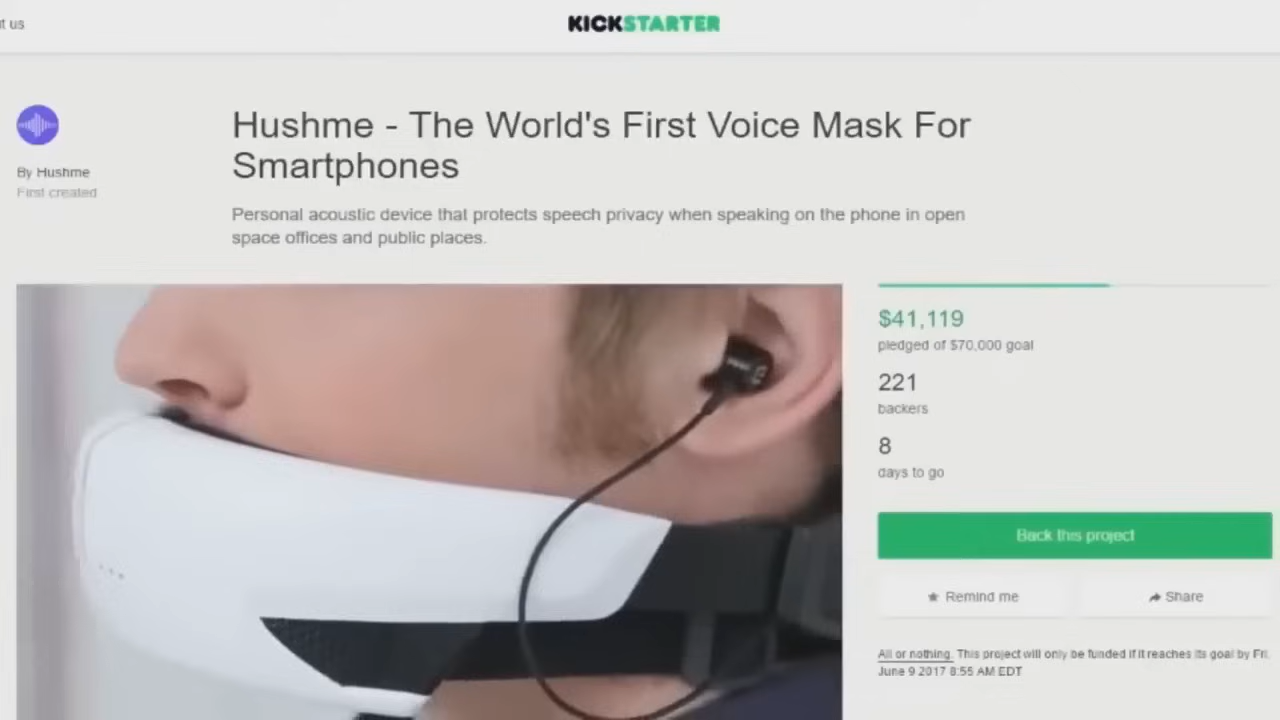 t us
KICKSTARTER
By Hushme
First created
Hushme - The World's First Voice Mask For
Smartphones
Personal acoustic device that protects speech privacy when speaking on the phone in open
space offices and public places.
$41,119
pledged of $70,000 goal
221
backers
8
days to go
Back this project
Remind me
Share
All or nothing. This project will only be funded if it reaches its goal by Fri,
June 9 2017 8:55 AM EDT